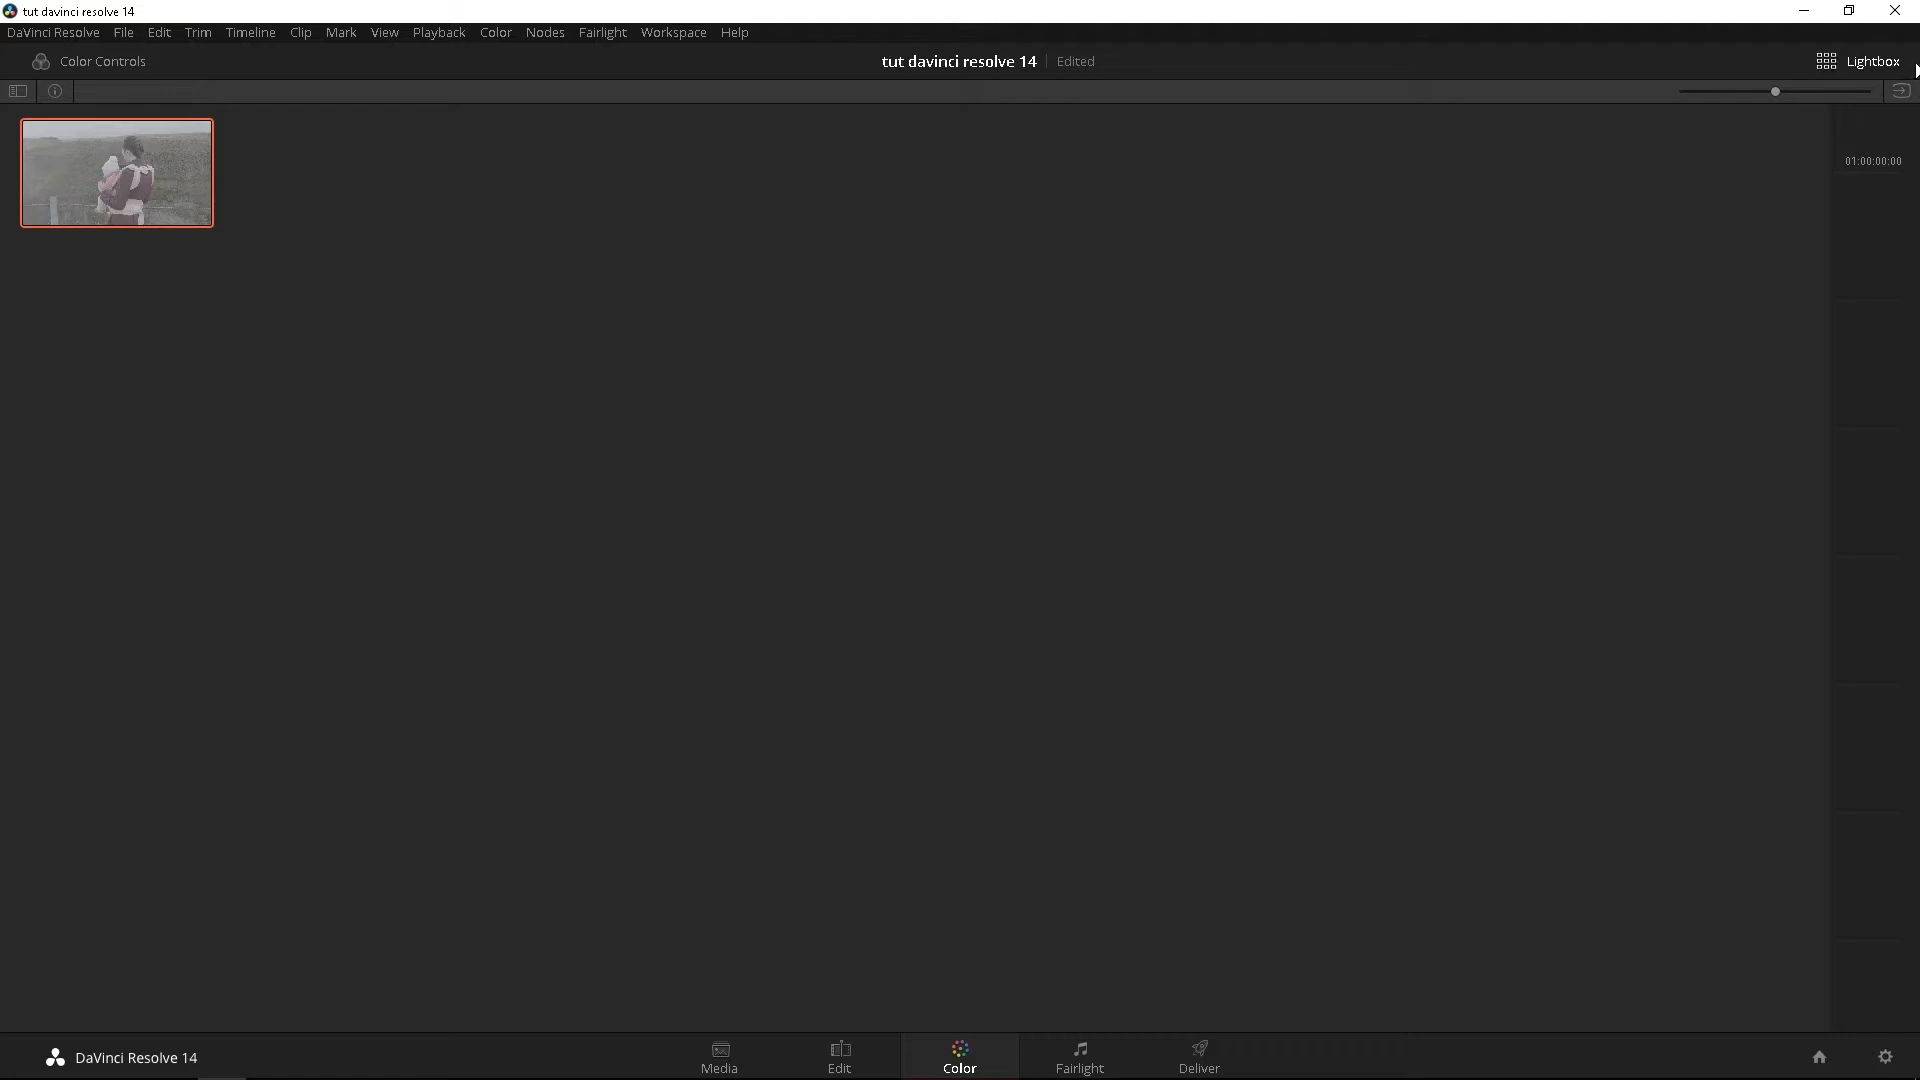 tut davinci resolve 14
DaVinci Resolve File Edit Trim Timeline Clip Mark View Playback Color Nodes Fairlight Workspace Help
Color Controls tut davinci resolve 14 Edited Lightbox
01:00:00:00
DaVinci Resolve 14 Media Edit Color Fairlight Deliver